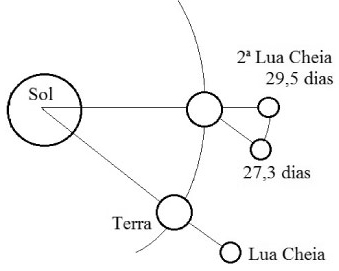 2ª Lua Cheia
29,5 dias
Sol
27,3 dias
Terra
Lua Cheia